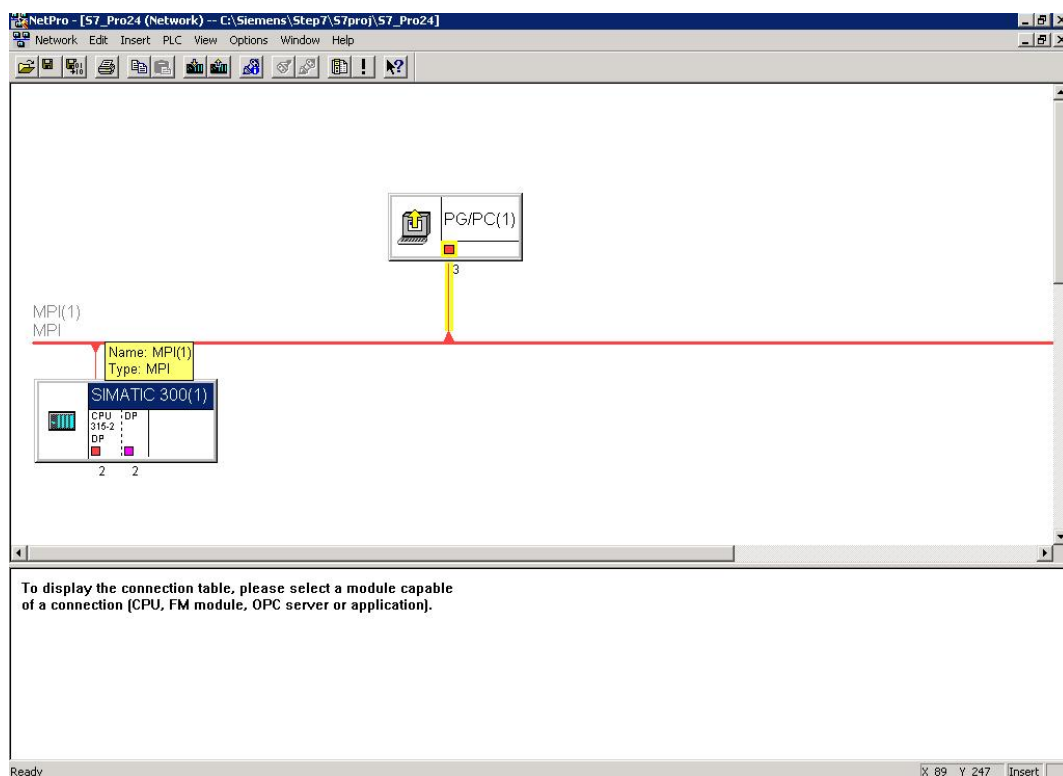 NetPro - [S7_Pro24 (Network) -- C:\Siemens\Step7\S7proj\S7_Pro24]
Network Edit Insert PLC View Options Window Help
PG/PC(1)
3
MPI(1)
MPI
Name: MPI(1)
Type: MPI
SIMATIC 300(1)
CPU DP
315-2
DP
2 2
To display the connection table, please select a module capable
of a connection (CPU, FM module, OPC server or application).
Ready X 89 Y 247 Insert